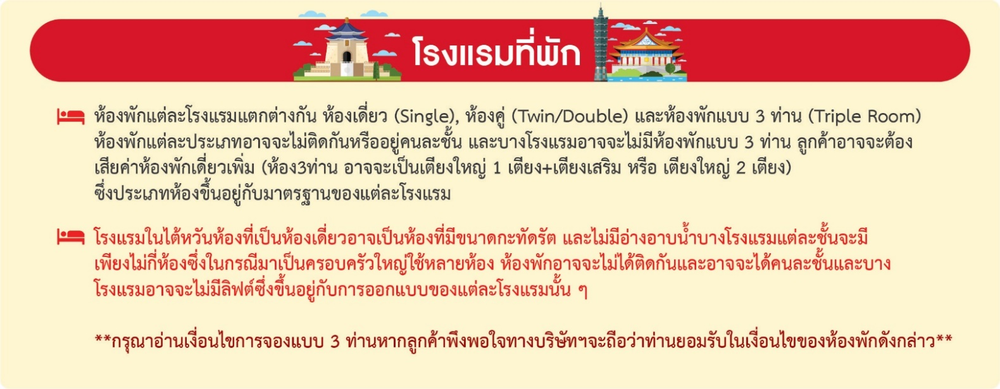 โรงแรมที่พัก
ห้องพักแต่ละโรงแรมแตกต่างกัน ห้องเดี่ยว (Single), ห้องคู่ (Twin/Double) และห้องพักแบบ 3 ท่าน (Triple Room)
ห้องพักแต่ละประเภทอาจจะไม่ติดกันหรืออยู่คนละชั้น และบางโรงแรมอาจจะไม่มีห้องพักแบบ 3 ท่าน ลูกค้าอาจจะต้อง
เสียค่าห้องพักเดี่ยวเพิ่ม (ห้อง3ท่าน อาจจะเป็นเตียงใหญ่ 1 เตียง+เตียงเสริม หรือ เตียงใหญ่ 2 เตียง)
ซึ่งประเภทห้องขึ้นอยู่กับมาตรฐานของแต่ละโรงแรม
โรงแรมในไต้หวันห้องที่เป็นห้องเดี่ยวอาจเป็นห้องที่มีขนาดกะทัดรัต และไม่มีอ่างอาบน้ำบางโรงแรมแต่ละชั้นจะมี
เพียงไม่กี่ห้องซึ่งในกรณีมาเป็นครอบครัวใหญ่ใช้หลายห้อง ห้องพักอาจจะไม่ได้ติดกันและอาจจะได้คนละชั้นและบาง
โรงแรมอาจจะไม่มีลิฟต์ซึ่งขึ้นอยู่กับการออกแบบของแต่ละโรงแรมนั้น ๆ
**กรุณาอ่านเงื่อนไขการจองแบบ 3 ท่านหากลูกค้าพึงพอใจทางบริษัทฯจะถือว่าท่านยอมรับในเงื่อนไขของห้องพักดังกล่าว**